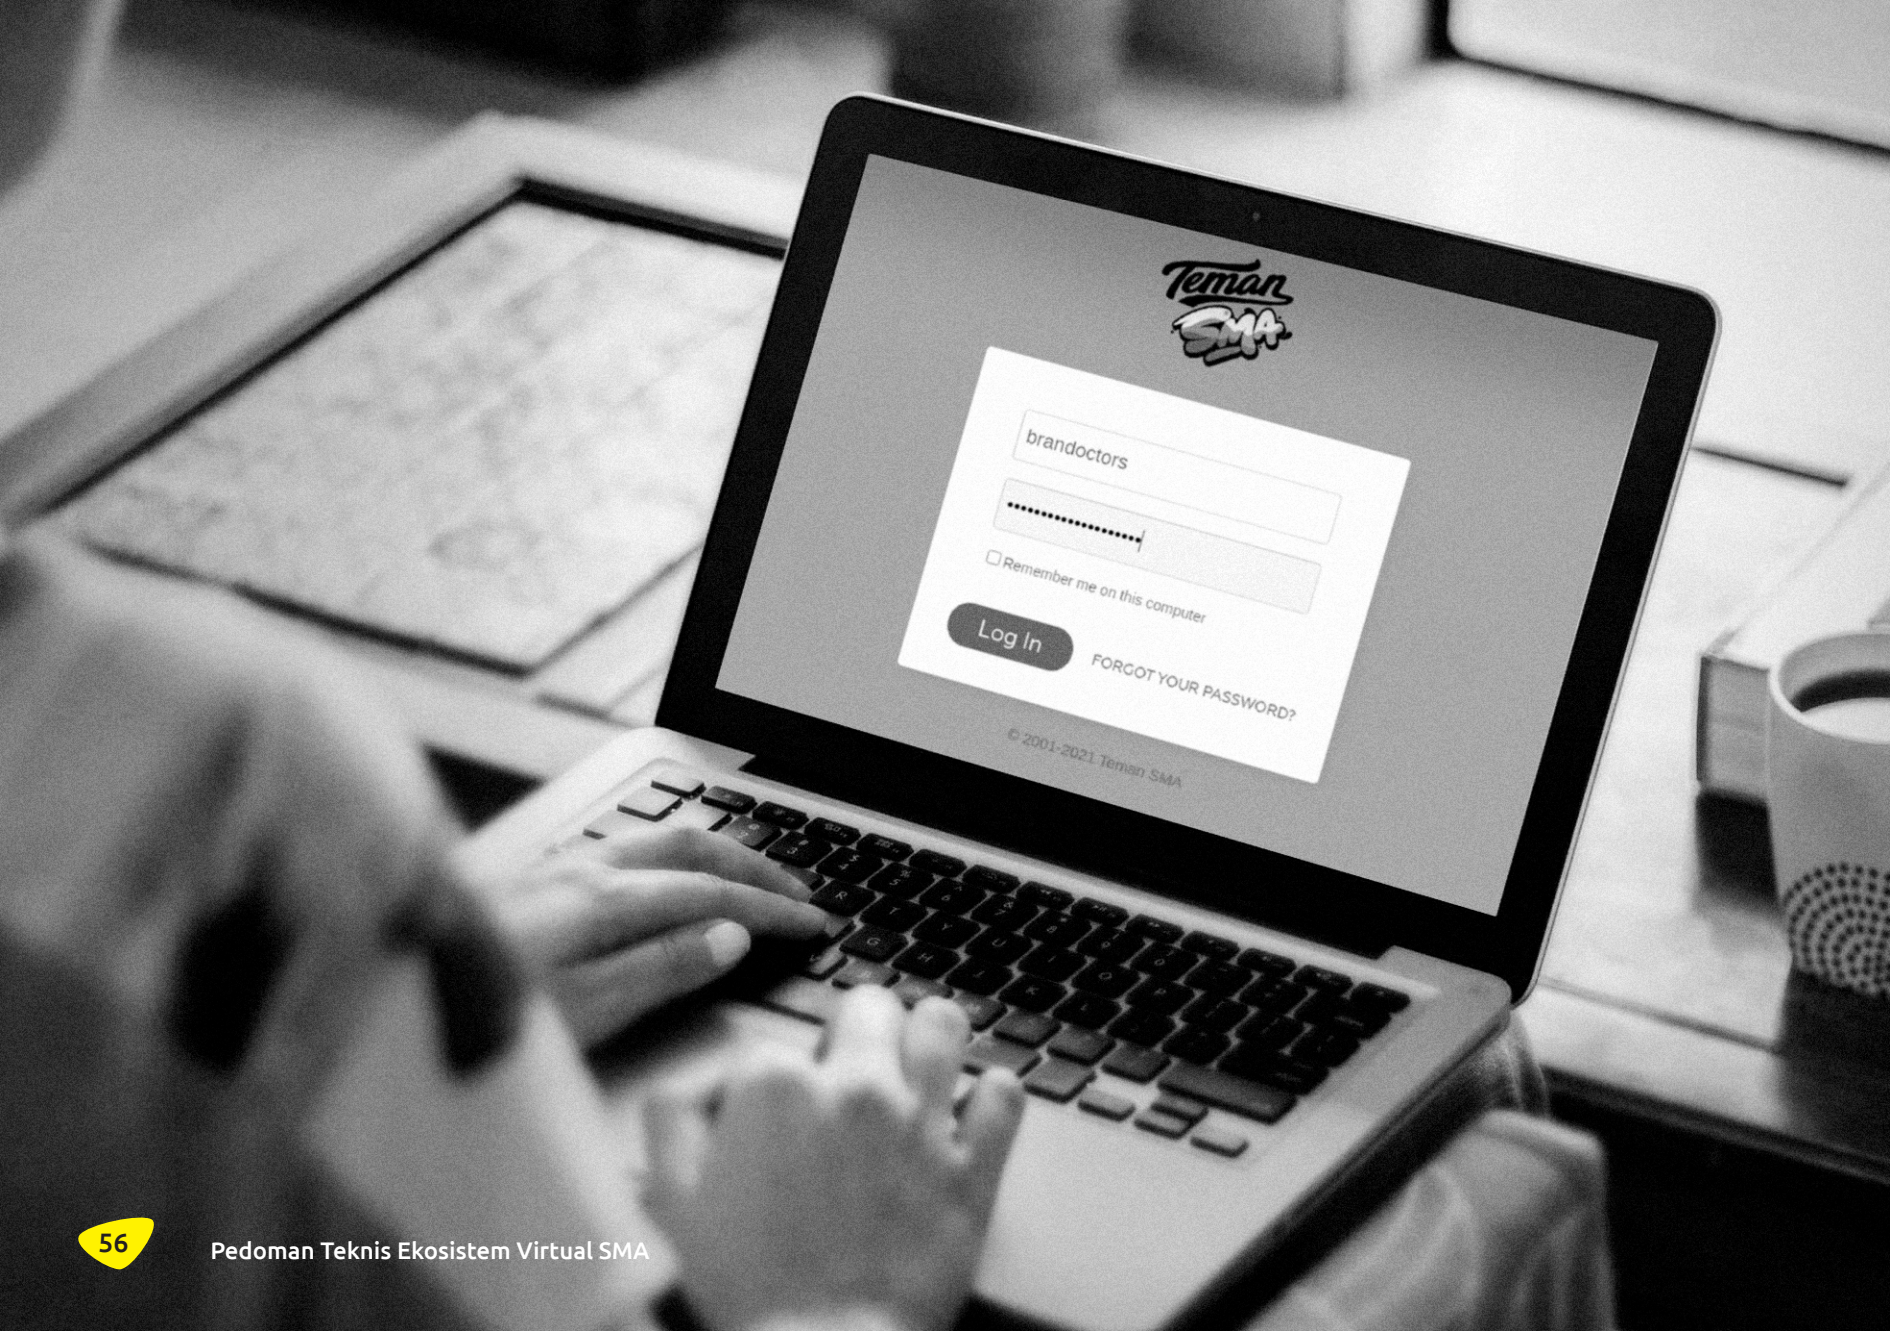 Teman
SMA
brandoctors
Remember me on this computer
Log In
FORGOT YOUR PASSWORD?
© 2001-2021 Teman SMA
56
Pedoman Teknis Ekosistem Virtual SMA